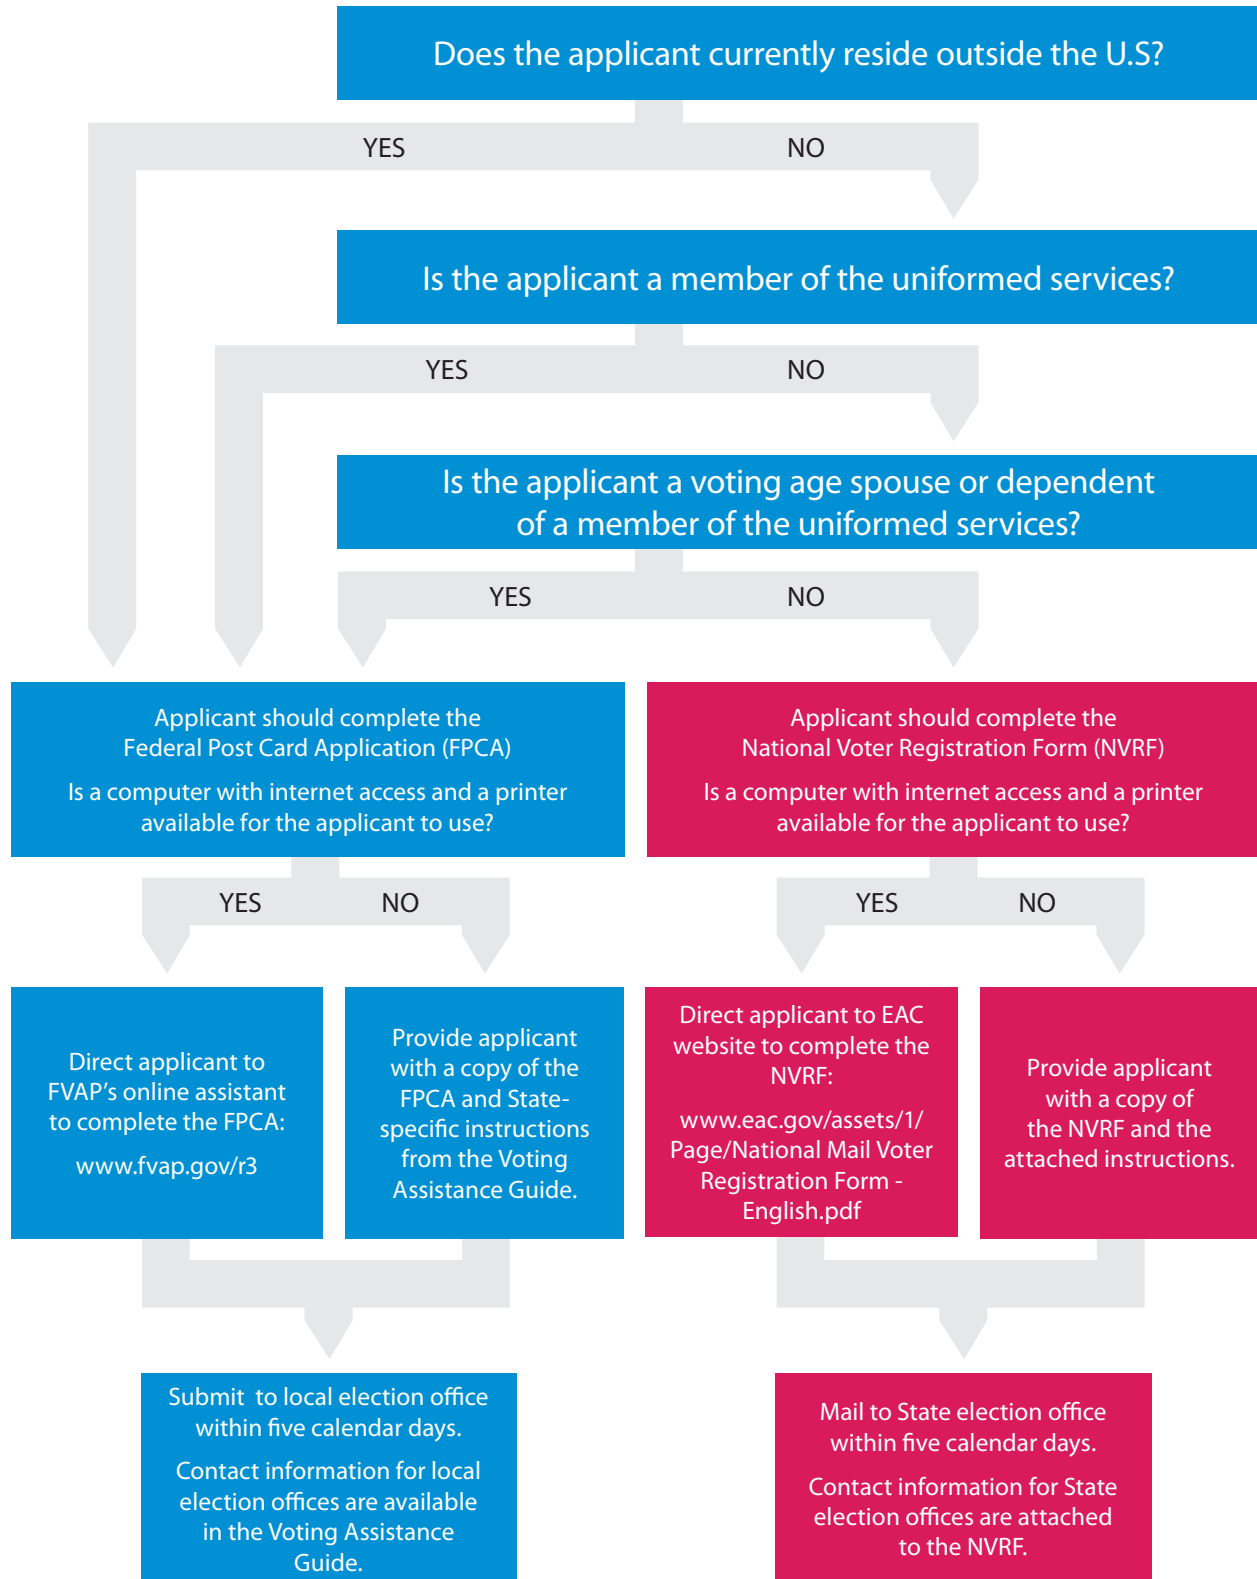 Does the applicant currently reside outside the U.S?
YES
NO
Is the applicant a member of the uniformed services?
YES
NO
Is the applicant a voting age spouse or dependent
of a member of the uniformed services?
YES
NO
Applicant should complete the
Federal Post Card Application (FPCA)
Is a computer with internet access and a printer
available for the applicant to use?
Applicant should complete the
National Voter Registration Form (NVRF)
Is a computer with internet access and a printer
available for the applicant to use?
YES
NO
YES
NO
Direct applicant to
FVAP's online assistant
to complete the FPCA:
www.fvap.gov/r3
Provide applicant
with a copy of the
FPCA and State-
specific instructions
from the Voting
Assistance Guide.
Direct applicant to EAC
website to complete the
NVRF:
www.eac.gov/assets/1/
Page/National Mail Voter
Registration Form -
English.pdf
Provide applicant
with a copy of
the NVRF and the
attached instructions.
Submit to local election office
within five calendar days.
Contact information for local
election offices are available
in the Voting Assistance
Guide.
Mail to State election office
within five calendar days.
Contact information for State
election offices are attached
to the NVRF.